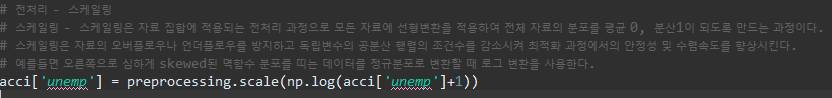 # 전처리 - 스케일링
# 스케일링 - 스케일링은 자료 집합에 적용되는 전처리 과정으로 모든 자료에 선형변환을 적용하여 전체 자료의 분포를 평균 0, 분산1이 되도록 만드는 과정이다.
# 스케일링은 자료의 오버플로우나 언더플로우를 방지하고 독립변수의 공분산 행렬의 조건수를 감소시켜 최적화 과정에서의 안정성 및 수렴속도를 향상시킨다.
# 예를들면 오른쪽으로 심하게 skewed된 멱함수 분포를 띠는 데이터를 정규분포로 변환할 때 로그 변환을 사용한다.
acci['unemp'] = preprocessing.scale(np.log(acci['unemp']+1))